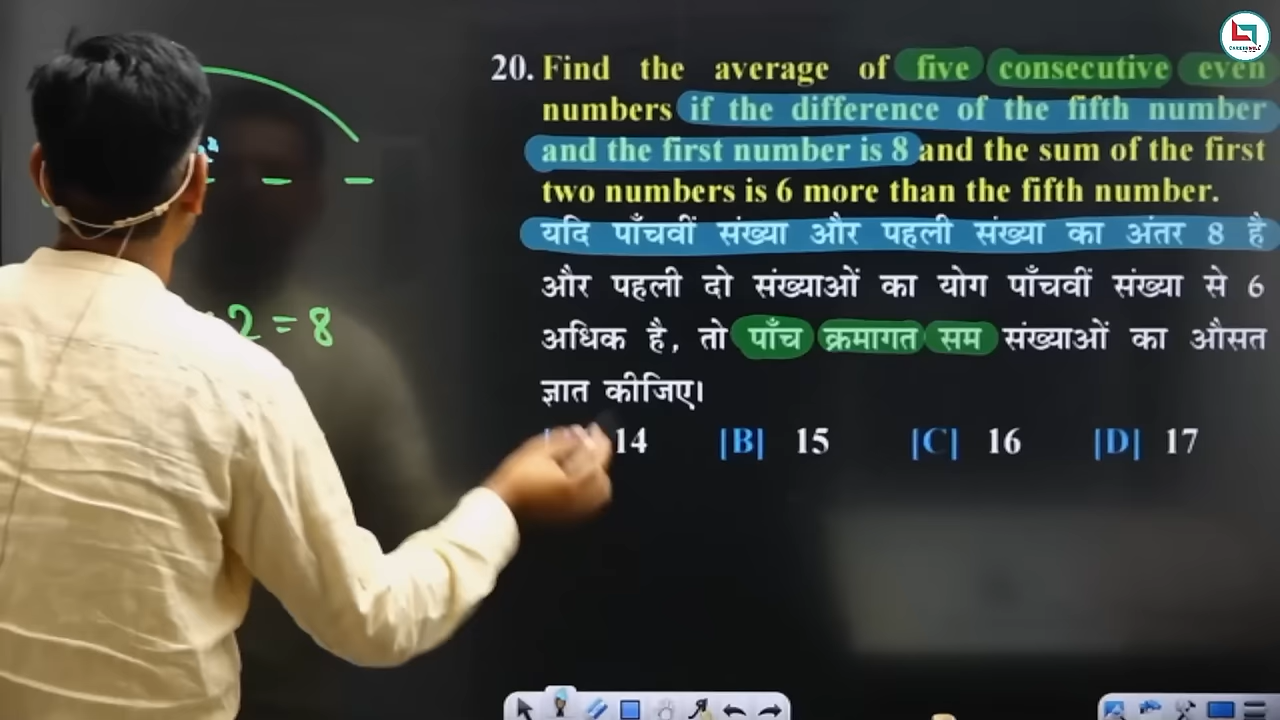 20. Find the average of five consecutive even
numbers if the difference of the fifth number
and the first number is 8 and the sum of the first
two numbers is 6 more than the fifth number.
यदि पाँचवीं संख्या और पहली संख्या का अंतर 8 है
और पहली दो संख्याओं का योग पाँचवीं संख्या से 6
अधिक है, तो पाँच क्रमागत सम संख्याओं का औसत
ज्ञात कीजिए।
14 [B] 15 [C] 16 [D] 17
2 = 8